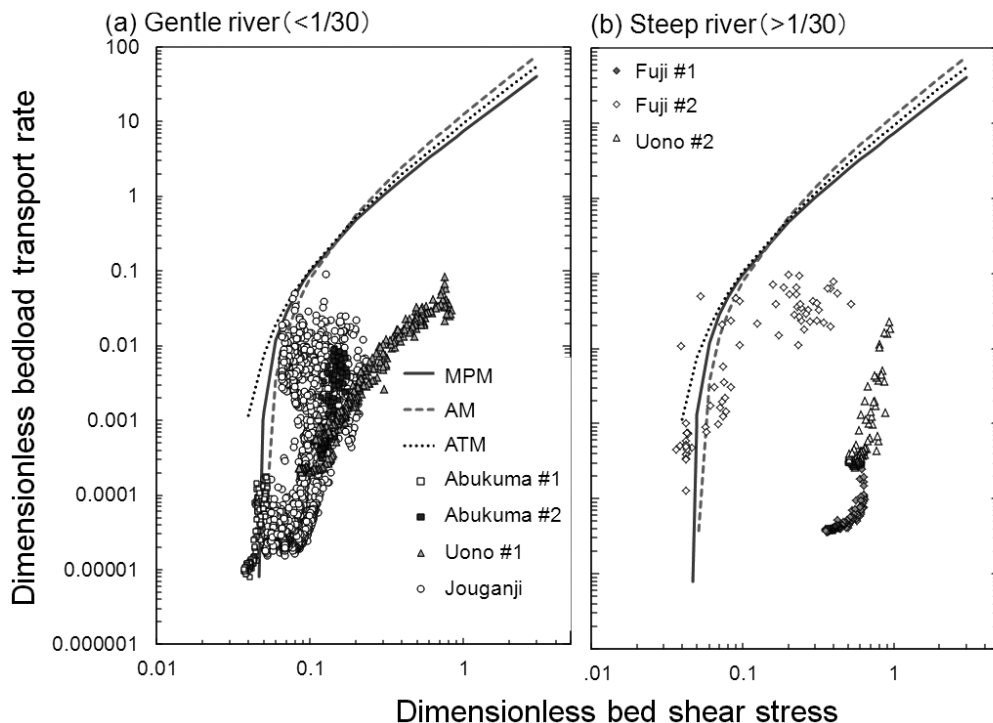 (a) Gentle river（<1/30）
(b) Steep river（>1/30）
Dimensionless bedload transport rate
100
10
1
0.1
0.01
0.001
0.0001
0.00001
0.000001
MPM
AM
ATM
Abukuma #1
Abukuma #2
Uono #1
Jouganji
Fuji #1
Fuji #2
Uono #2
0.01
0.1
1
.01
0.1
1
Dimensionless bed shear stress